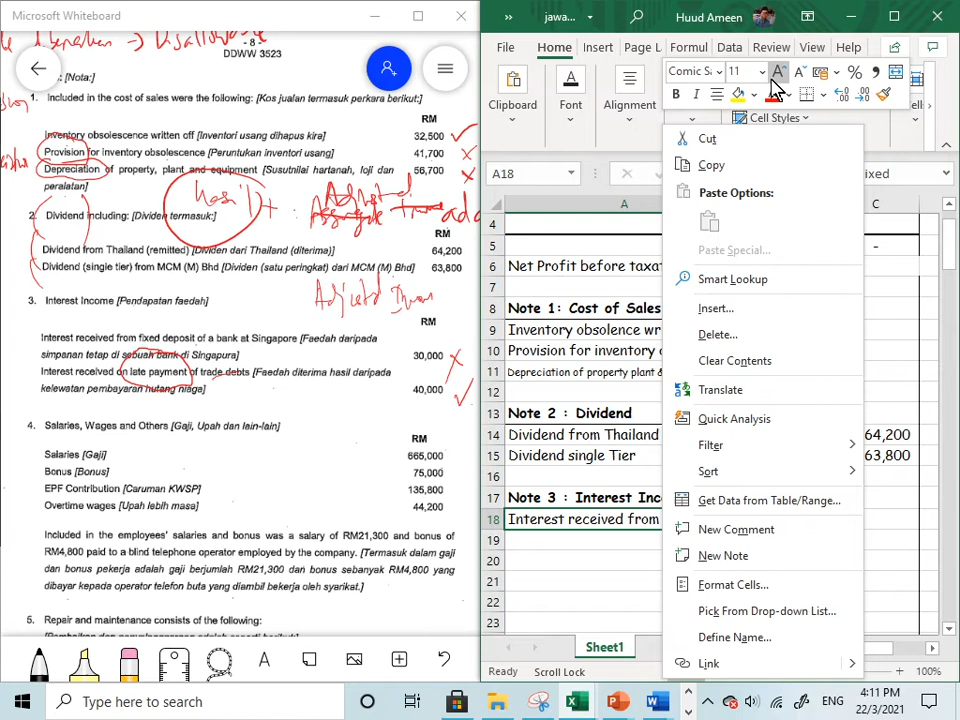 Microsoft Whiteboard
- 8 -
DDWW 3523
[Nota:]
1. Included in the cost of sales were the following: [Kos jualan termasuk perkara berikut:]
RM
Inventory obsolescence written off [Inventori usang dihapus kira] 32,500
Provision for inventory obsolescence [Peruntukan inventori usang] 41,700
Depreciation of property, plant and equipment [Susutnilai hartanah, loji dan 56,700
peralatan]
hasil
Adjusted
2. Dividend including: [Dividen termasuk:]
RM
Dividend from Thailand (remitted) [Dividen dari Thailand (diterima)] 64,200
Dividend (single tier) from MCM (M) Bhd [Dividen (satu peringkat) dari MCM (M) Bhd] 63,800
Adjusted
3. Interest Income [Pendapatan faedah]
RM
Interest received from fixed deposit of a bank at Singapore [Faedah daripada
simpanan tetap di sebuah bank di Singapura] 30,000
Interest received on late payment of trade debts [Faedah diterima hasil daripada
kelewatan pembayaran hutang niaga] 40,000
4. Salaries, Wages and Others [Gaji, Upah dan lain-lain]
RM
Salaries [Gaji] 665,000
Bonus [Bonus] 75,000
EPF Contribution [Caruman KWSP] 135,800
Overtime wages [Upah lebih masa] 44,200
Included in the employees' salaries and bonus was a salary of RM21,300 and bonus of
RM4,800 paid to a blind telephone operator employed by the company. [Termasuk dalam gaji
dan bonus pekerja adalah gaji berjumlah RM21,300 dan bonus sebanyak RM4,800 yang
dibayar kepada operator telefon buta yang diambil bekerja oleh syarikat.]
5. Repair and maintenance consists of the following:
jawa...
Huud Ameen
File Home Insert Page L Formul Data Review View Help
Clipboard Font Alignment
Comic Sa 11
Cell Styles
A18
A C
4
5 -
6 Net Profit before taxat
7
8 Note 1: Cost of Sales
9 Inventory obsolence wr
10 Provision for inventory o
11 Depreciation of property plant &
12
13 Note 2 : Dividend
14 Dividend from Thailand 64,200
15 Dividend single Tier 63,800
16
17 Note 3 : Interest Inc
18 Interest received from
19
20
21
22
23
Cut
Copy
Paste Options:
Paste Special...
Smart Lookup
Insert...
Delete...
Clear Contents
Translate
Quick Analysis
Filter
Sort
Get Data from Table/Range...
New Comment
New Note
Format Cells...
Pick From Drop-down List...
Define Name...
Link
Sheet1
Ready Scroll Lock 100%
Type here to search
ENG
4:11 PM
22/3/2021